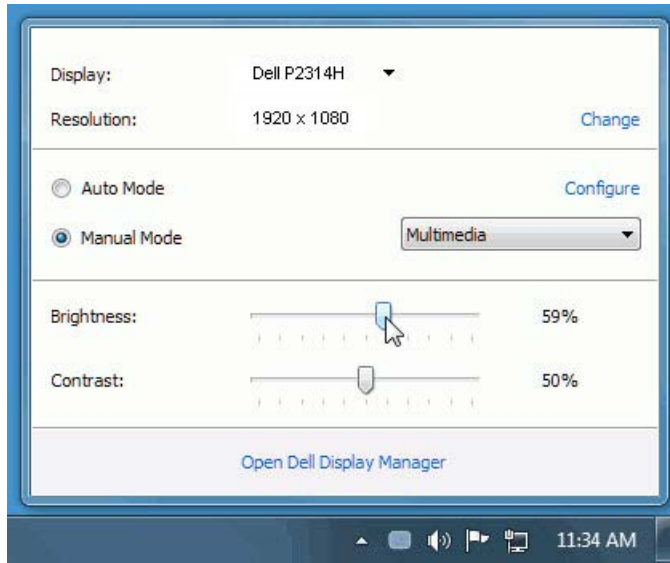 Display: Dell P2314H
Resolution: 1920 x 1080 Change
Auto Mode Configure
Manual Mode Multimedia
Brightness: 59%
Contrast: 50%
Open Dell Display Manager
11:34 AM